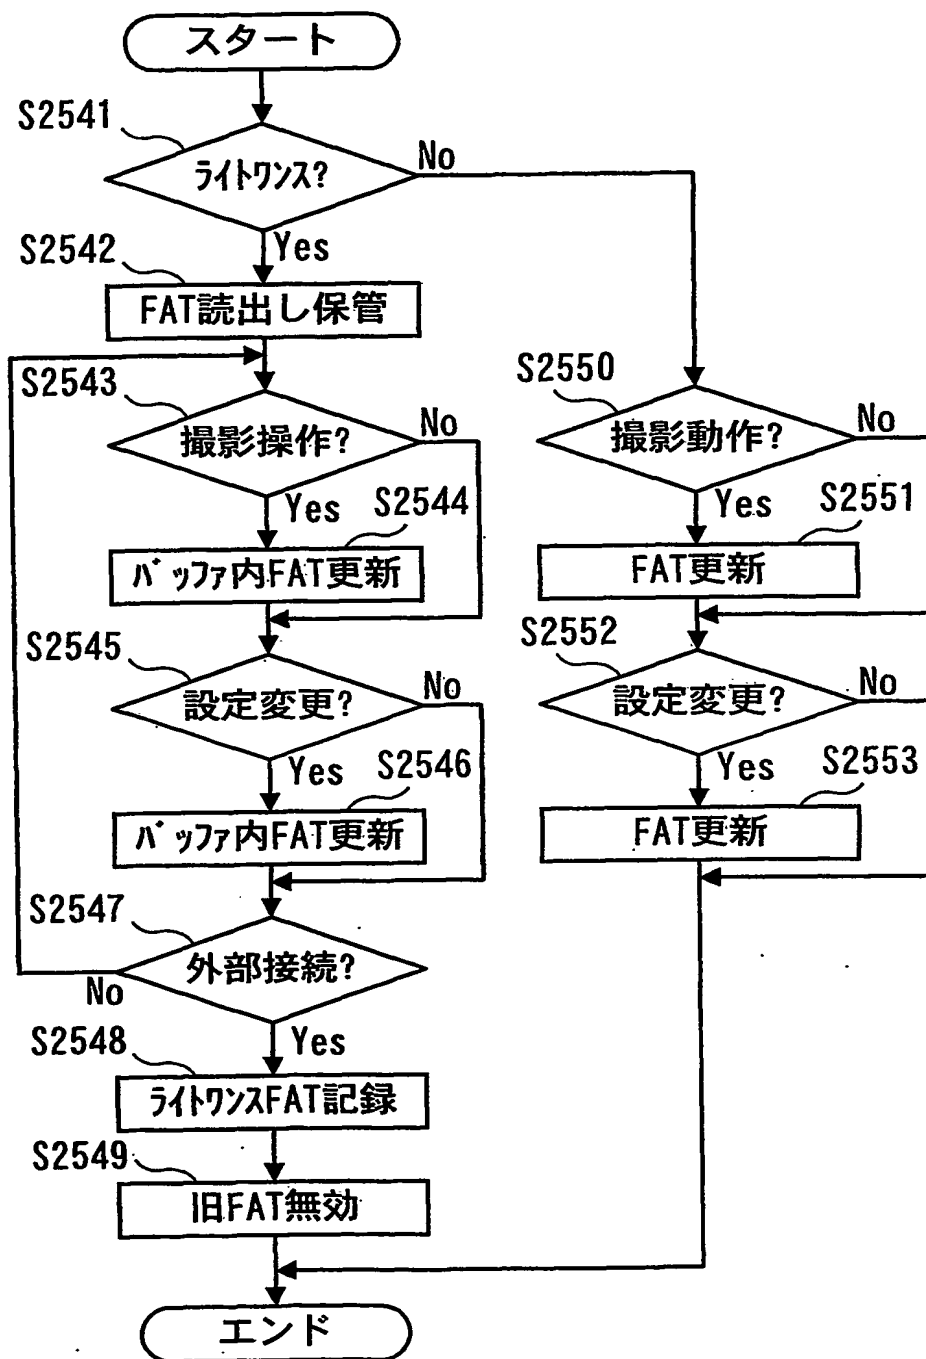 スタート
S2541
ライトワンス?
No
Yes
S2542
FAT読出し保管
S2543
撮影操作?
No
Yes
S2544
バッファ内FAT更新
S2545
設定変更?
No
Yes
S2546
バッファ内FAT更新
S2547
外部接続?
No
Yes
S2548
ライトワンスFAT記録
S2549
旧FAT無効
S2550
撮影動作?
No
Yes
S2551
FAT更新
S2552
設定変更?
No
Yes
S2553
FAT更新
エンド